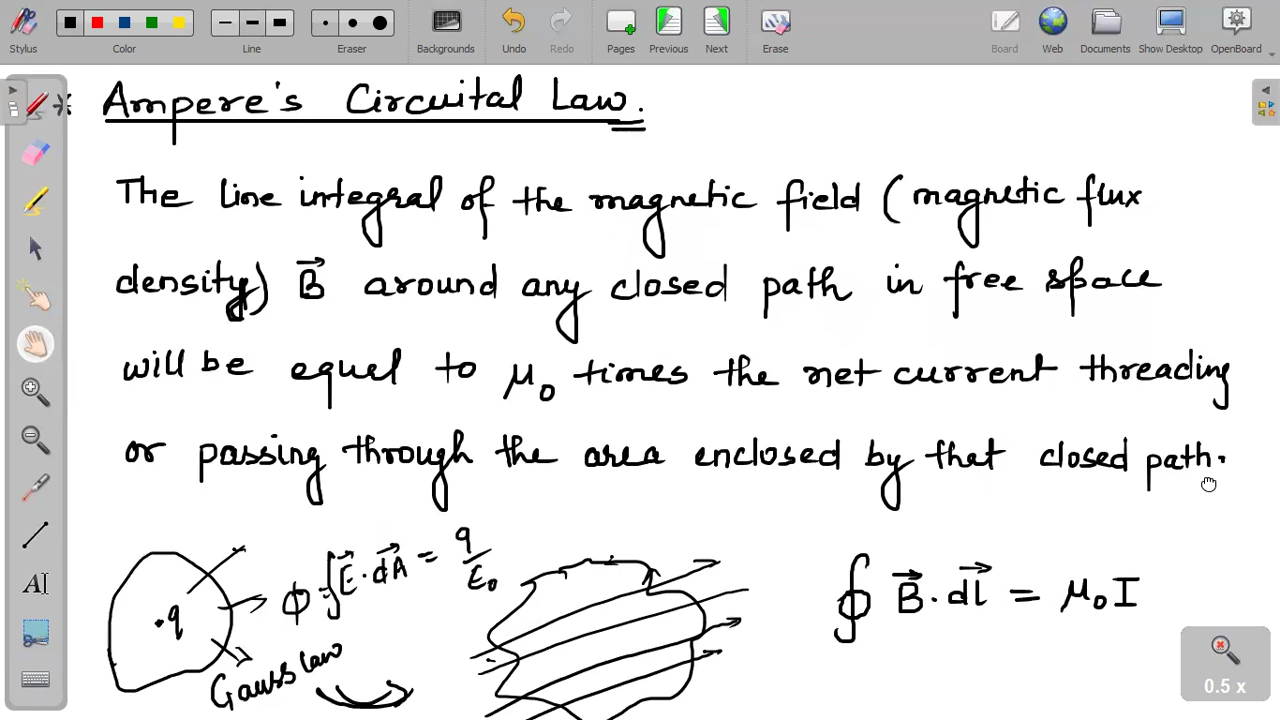 Stylus
Color
Line
Eraser
Backgrounds
Undo
Redo
Pages
Previous
Next
Erase
Board
Web
Documents
Show Desktop
OpenBoard
* Ampere's Circuital Law.
The line integral of the magnetic field (magnetic flux
density) B⃗ around any closed path in free space
will be equal to μ₀ times the net current threading
or passing through the area enclosed by that closed path.
.q
ϕ = ∫E⃗·dA⃗ = q/ε₀
Gauss law
∮ B⃗·dl⃗ = μ₀I
0.5 x